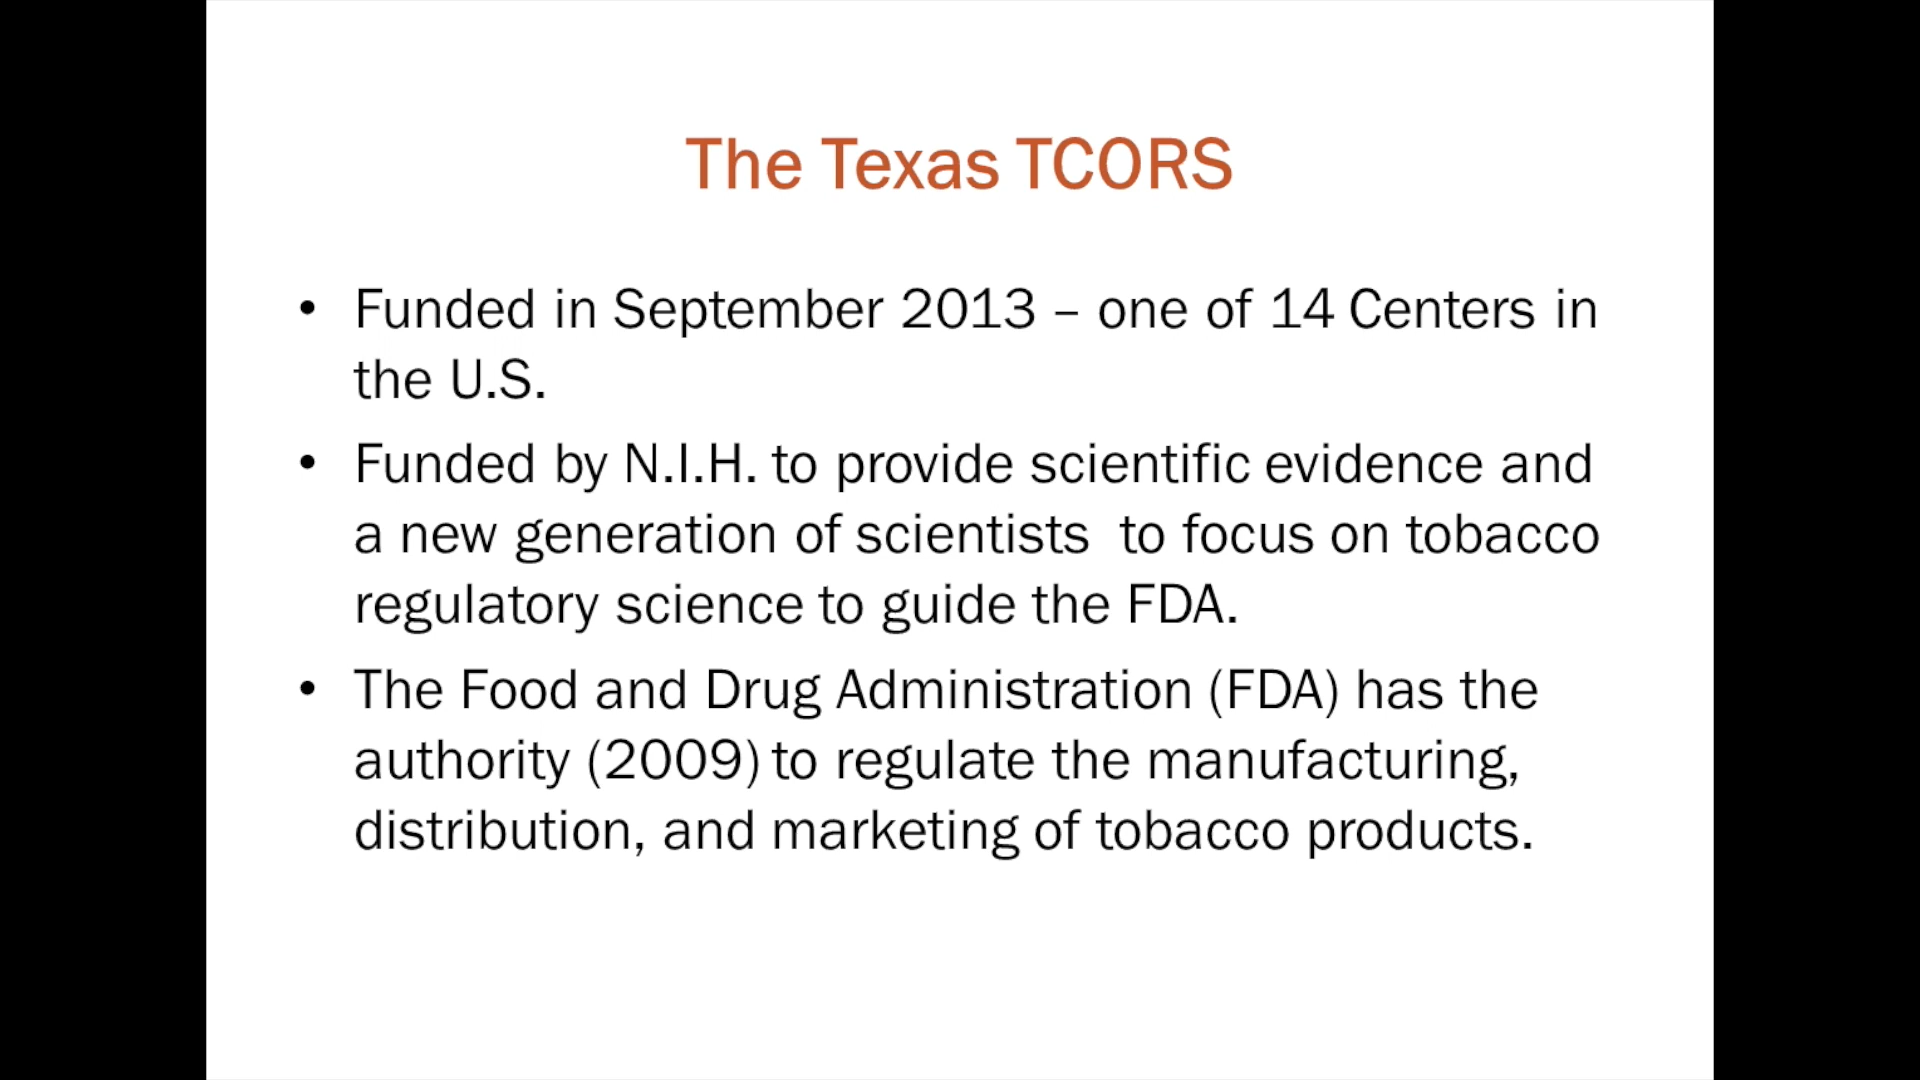 The Texas TCORS
• Funded in September 2013 – one of 14 Centers in
the U.S.
• Funded by N.I.H. to provide scientific evidence and
a new generation of scientists  to focus on tobacco
regulatory science to guide the FDA.
• The Food and Drug Administration (FDA) has the
authority (2009) to regulate the manufacturing,
distribution, and marketing of tobacco products.